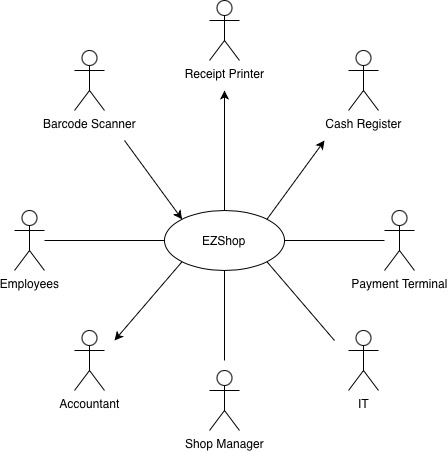 Receipt Printer
Barcode Scanner
Cash Register
EZShop
Employees
Payment Terminal
Accountant
IT
Shop Manager